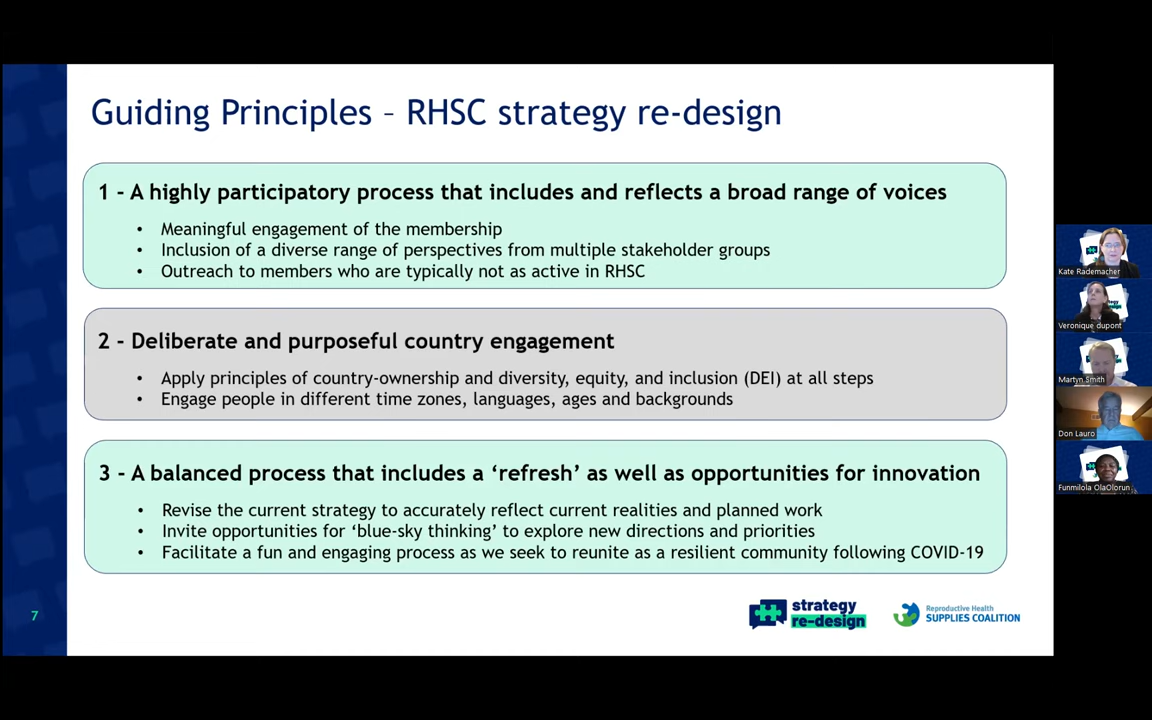 Guiding Principles – RHSC strategy re-design
1 - A highly participatory process that includes and reflects a broad range of voices
• Meaningful engagement of the membership
• Inclusion of a diverse range of perspectives from multiple stakeholder groups
• Outreach to members who are typically not as active in RHSC
2 - Deliberate and purposeful country engagement
• Apply principles of country-ownership and diversity, equity, and inclusion (DEI) at all steps
• Engage people in different time zones, languages, ages and backgrounds
3 - A balanced process that includes a ‘refresh’ as well as opportunities for innovation
• Revise the current strategy to accurately reflect current realities and planned work
• Invite opportunities for ‘blue-sky thinking’ to explore new directions and priorities
• Facilitate a fun and engaging process as we seek to reunite as a resilient community following COVID-19
7
strategy
re-design
Reproductive Health
SUPPLIES COALITION
Kate Rademacher
Veronique dupont
Martyn Smith
Don Lauro
Funmilola OlaOlorun